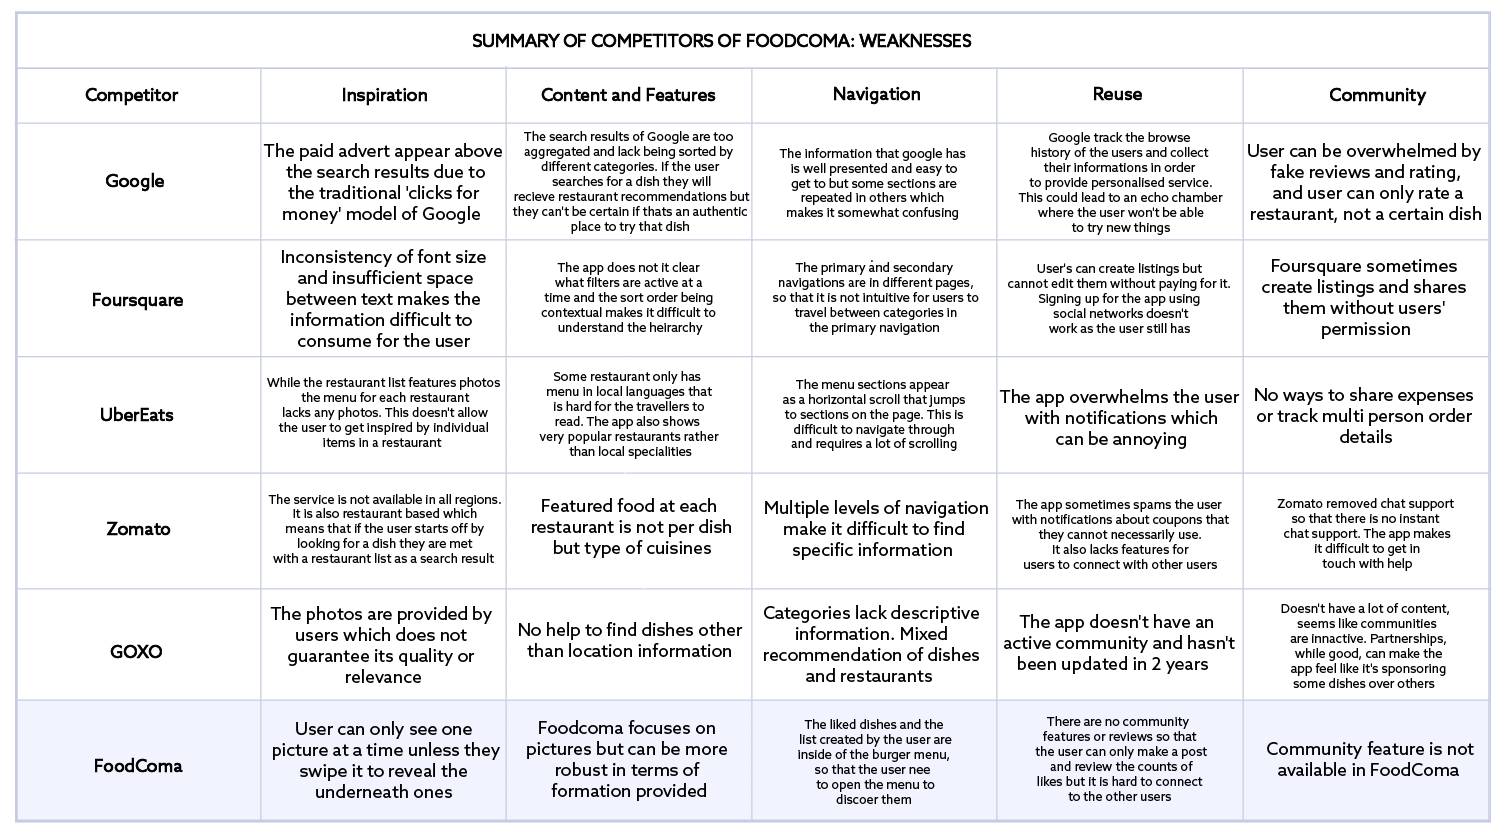 SUMMARY OF COMPETITORS OF FOODCOMA: WEAKNESSES
Competitor
Inspiration
Content and Features
Navigation
Reuse
Community
Google
The paid advert appear above
the search results due to
the traditional 'clicks for
money' model of Google
The search results of Google are too
aggregated and lack being sorted by
different categories. if the user
searches for a dish they will
recieve restaurant recommendations but
they can't be certain if thats an authentic
place to try that dish
The information that google has
is well presented and easy to
get to but some sections are
repeated in others which
makes it somewhat confusing
Google track the browse
history of the users and collect
their informations in order
to provide personalised service.
This could lead to an echo chamber
where the user won't be able
to try new things
User can be overwhelmed by
fake reviews and rating,
and user can only rate a
restaurant, not a certain dish
Foursquare
Inconsistency of font size
and insufficient space
between text makes the
information difficult to
consume for the user
The app does not it clear
what filters are active at a
time and the sort order being
contextual makes it difficult to
understand the heirarchy
The primary and secondary
navigations are in different pages,
so that it is not intuitive for users to
travel between categories in
the primary navigation
User's can create listings but
cannot edit them without paying for it.
Signing up for the app using
social networks doesn't
work as the user still has
Foursquare sometimes
create listings and shares
them without users'
permission
UberEats
While the restaurant list features photos
the menu for each restaurant
lacks any photos. This doesn't allow
the user to get inspired by individual
items in a restaurant
Some restaurant only has
menu in local languages that
is hard for the travellers to
read. The app also shows
very popular restaurants rather
than local specialities
The menu sections appear
as a horizontal scroll that jumps
to sections on the page. This is
difficult to navigate through
and requires a lot of scrolling
The app overwhelms the user
with notifications which
can be annoying
No ways to share expenses
or track multi person order
details
Zomato
The service is not available in all regions.
It is also restaurant based which
means that if the user starts off by
looking for a dish they are met
with a restaurant list as a search result
Featured food at each
restaurant is not per dish
but type of cuisines
Multiple levels of navigation
make it difficult to find
specific information
The app sometimes spams the user
with notifications about coupons that
they cannot necessarily use.
It also lacks features for
users to connect with other users
Zomato removed chat support
so that there is no instant
chat support. The app makes
it difficult to get in
touch with help
GOXO
The photos are provided by
users which does not
guarantee its quality or
relevance
No help to find dishes other
than location information
Categories lack descriptive
information. Mixed
recommendation of dishes
and restaurants
The app doesn't have an
active community and hasn't
been updated in 2 years
Doesn't have a lot of content,
seems like communities
are innactive. Partnerships,
while good, can make the
app feel like it's sponsoring
some dishes over others
FoodComa
User can only see one
picture at a time unless they
swipe it to reveal the
underneath ones
Foodcoma focuses on
pictures but can be more
robust in terms of
formation provided
The liked dishes and the
list created by the user are
inside of the burger menu,
so that the user nee
to open the menu to
discoer them
There are no community
features or reviews so that
the user can only make a post
and review the counts of
likes but it is hard to connect
to the other users
Community feature is not
available in FoodComa